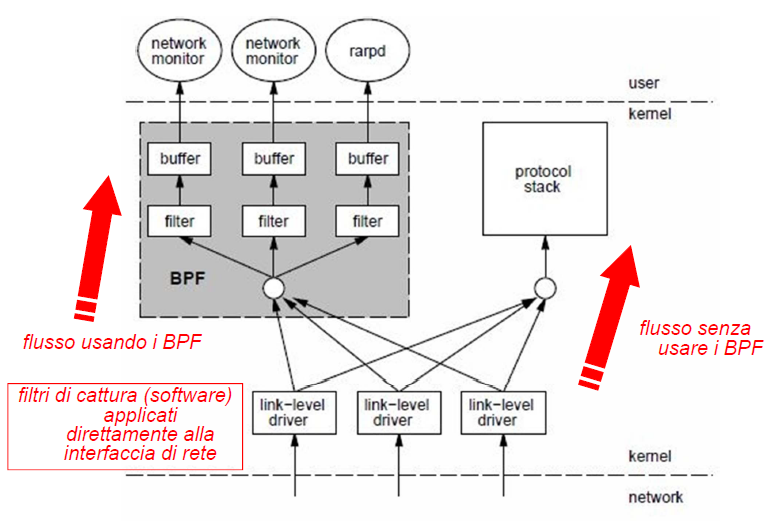 network
monitor
network
monitor
rarpd
user
kernel
buffer
buffer
buffer
protocol
stack
filter
filter
filter
BPF
flusso usando i BPF
flusso senza
usare i BPF
filtri di cattura (software)
applicati
direttamente alla
interfaccia di rete
link-level
driver
link-level
driver
link-level
driver
kernel
network